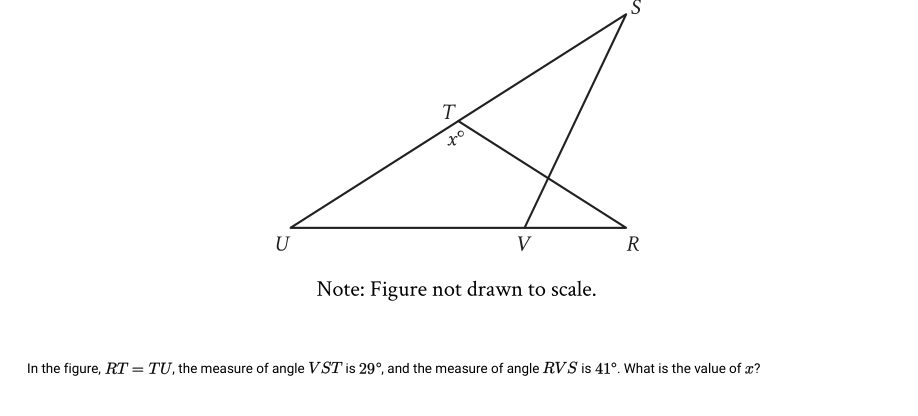 S
T
x°
U V R
Note: Figure not drawn to scale.
In the figure, RT = TU, the measure of angle VST is 29°, and the measure of angle RVS is 41°. What is the value of x?